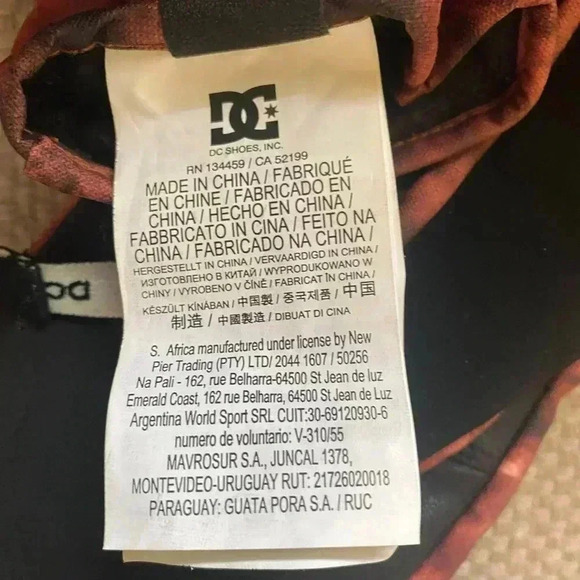 DC
DC SHOES, INC.
RN 134459 / CA 52199
MADE IN CHINA / FABRIQUÉ
EN CHINE / FABRICADO EN
CHINA / HECHO EN CHINA /
FABBRICATO IN CINA / FEITO NA
CHINA / FABRICADO NA CHINA /
HERGESTELLT IN CHINA / VERVAARDIGD IN CHINA /
ИЗГОТОВЛЕНО В КИТАЙ / WYPRODUKOWANO W
CHINY / VYROBENO V ČÍNĚ / FABRICAT ÎN CHINA /
KÉSZÜLT KÍNÁBAN / 中国製 / 중국제품 / 中国
制造 / 中國製造 / DIBUAT DI CINA
S. Africa manufactured under license by New
Pier Trading (PTY) LTD/ 2044 1607 / 50256
Na Pali - 162, rue Belharra-64500 St Jean de luz
Emerald Coast, 162 rue Belharra-64500 St Jean de Luz
Argentina World Sport SRL CUIT:30-69120930-6
numero de voluntario: V-310/55
MAVROSUR S.A., JUNCAL 1378,
MONTEVIDEO-URUGUAY RUT: 21726020018
PARAGUAY: GUATA PORA S.A. / RUC